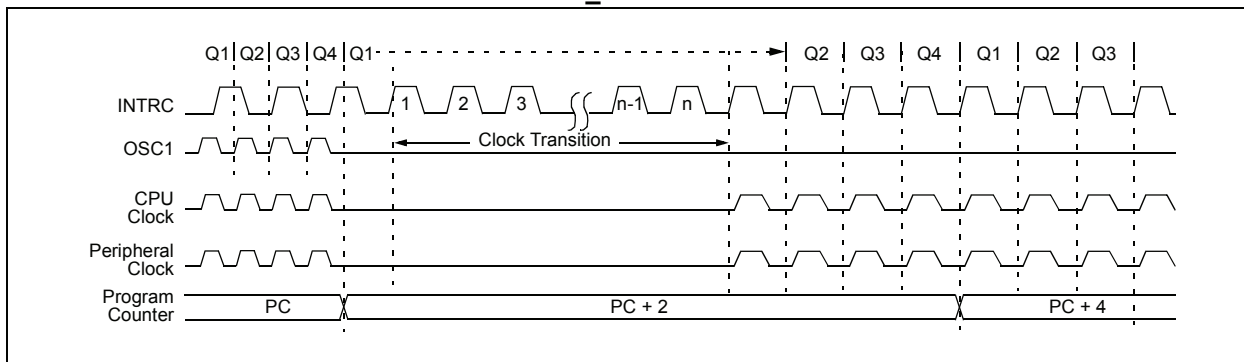 Q1 Q2 Q3 Q4 Q1 Q2 Q3 Q4 Q1 Q2 Q3
INTRC 1 2 3 n-1 n
OSC1 Clock Transition
CPU
Clock
Peripheral
Clock
Program
Counter
PC PC + 2 PC + 4